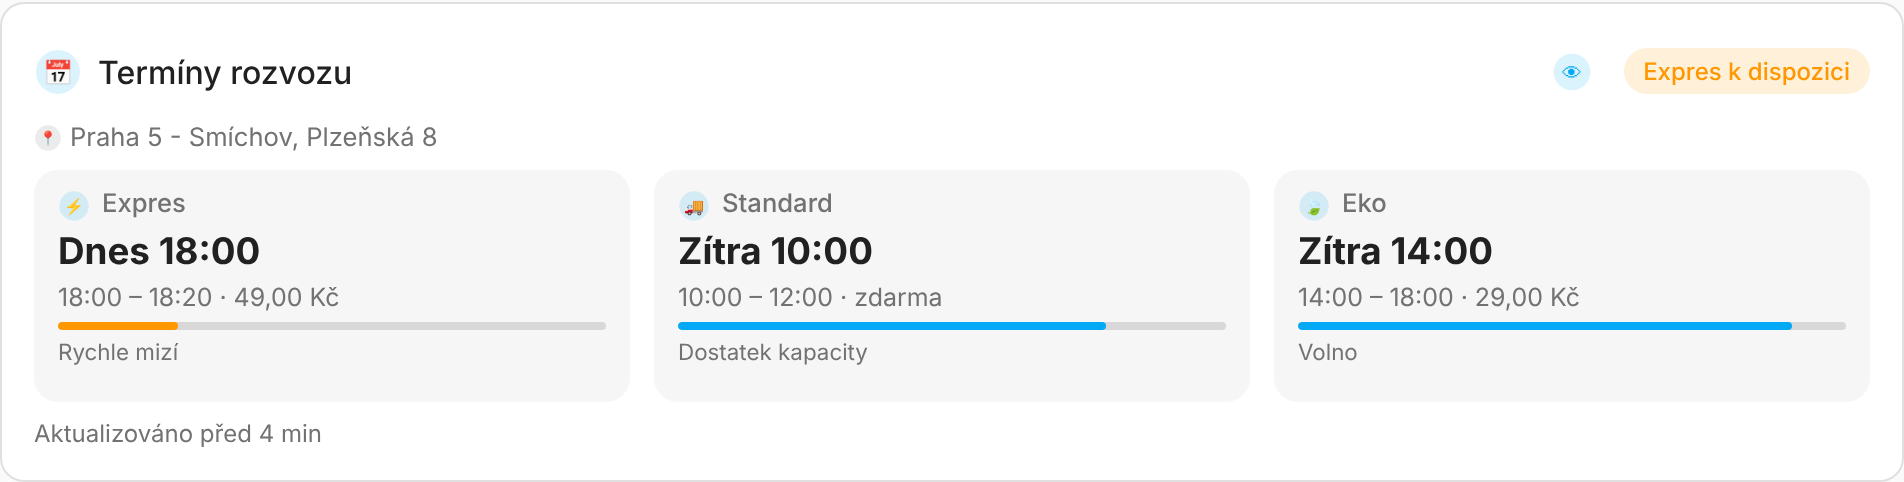 Termíny rozvozu
Expres k dispozici
Praha 5 - Smíchov, Plzeňská 8
Expres
Dnes 18:00
18:00 – 18:20 · 49,00 Kč
Rychle mizí
Standard
Zítra 10:00
10:00 – 12:00 · zdarma
Dostatek kapacity
Eko
Zítra 14:00
14:00 – 18:00 · 29,00 Kč
Volno
Aktualizováno před 4 min